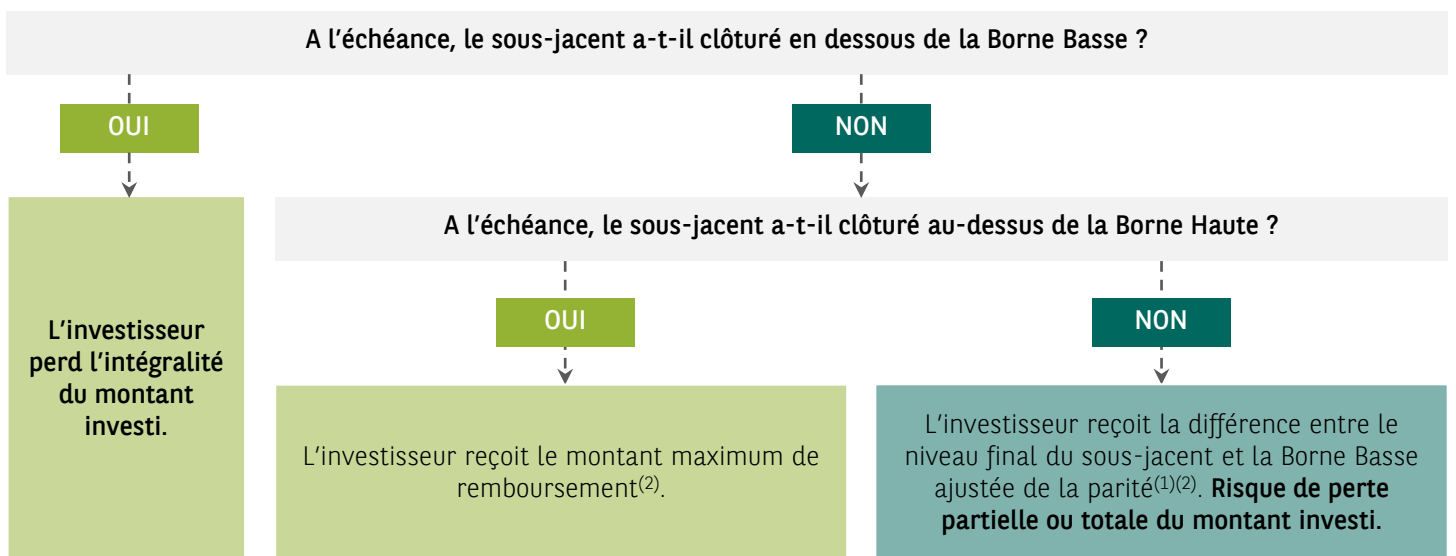 A l’échéance, le sous-jacent a-t-il clôturé en dessous de la Borne Basse ?
OUI
NON
A l’échéance, le sous-jacent a-t-il clôturé au-dessus de la Borne Haute ?
L’investisseur
perd l’intégralité
du montant
investi.
OUI
NON
L’investisseur reçoit le montant maximum de
remboursement(2).
L’investisseur reçoit la différence entre le
niveau final du sous-jacent et la Borne Basse
ajustée de la parité(1)(2). Risque de perte
partielle ou totale du montant investi.